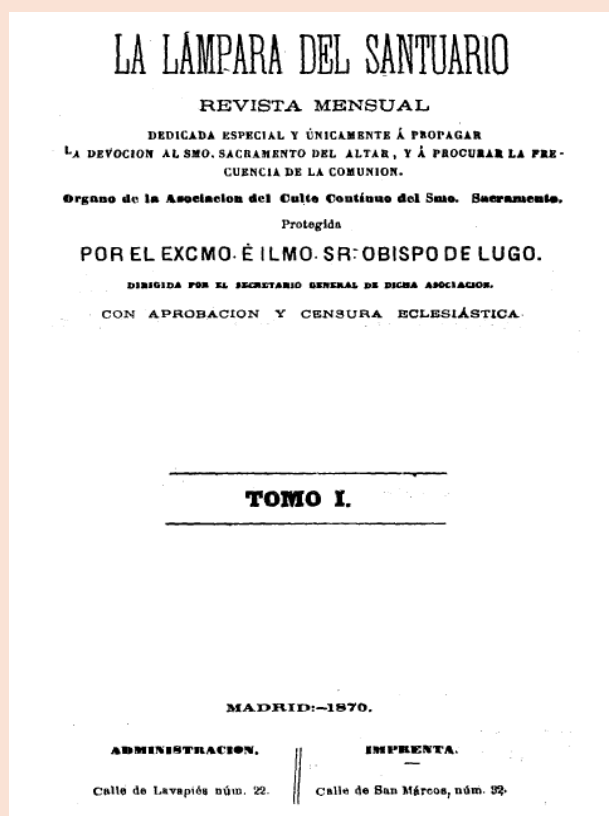 LA LÁMPARA DEL SANTUARIO
REVISTA MENSUAL
DEDICADA ESPECIAL Y ÚNICAMENTE Á PROPAGAR
LA DEVOCION AL SMO. SACRAMENTO DEL ALTAR, Y Á PROCURAR LA FRE-
CUENCIA DE LA COMUNION.
Organo de la Asociacion del Culto Contínuo del Smo. Sacramento.
Protegida
POR EL EXCMO. É ILMO. SR. OBISPO DE LUGO.
DIRIGIDA POR EL SECRETARIO GENERAL DE DICHA ASOCIACION.
CON APROBACION Y CENSURA ECLESIÁSTICA.
TOMO I.
MADRID:—1870.
ADMINISTRACION.
Calle de Lavapiés núm. 22.
IMPRENTA.
Calle de San Márcos, núm. 32.